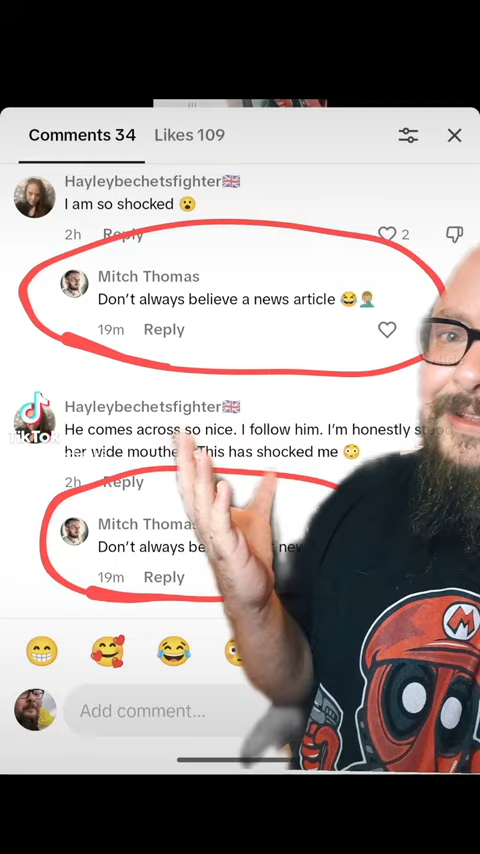 Comments 34 Likes 109
Hayleybechetsfighter🇬🇧
I am so shocked 😮
2h Reply 2
Mitch Thomas
Don't always believe a news article 😂🤦🏼‍♂️
19m Reply
TikTok
Hayleybechetsfighter🇬🇧
He comes across so nice. I follow him. I'm honestly
her wide This has shocked me 😳
2h Reply
Mitch Thomas
Don't always
19m Reply
😁 🥰 😂
Add comment...
M